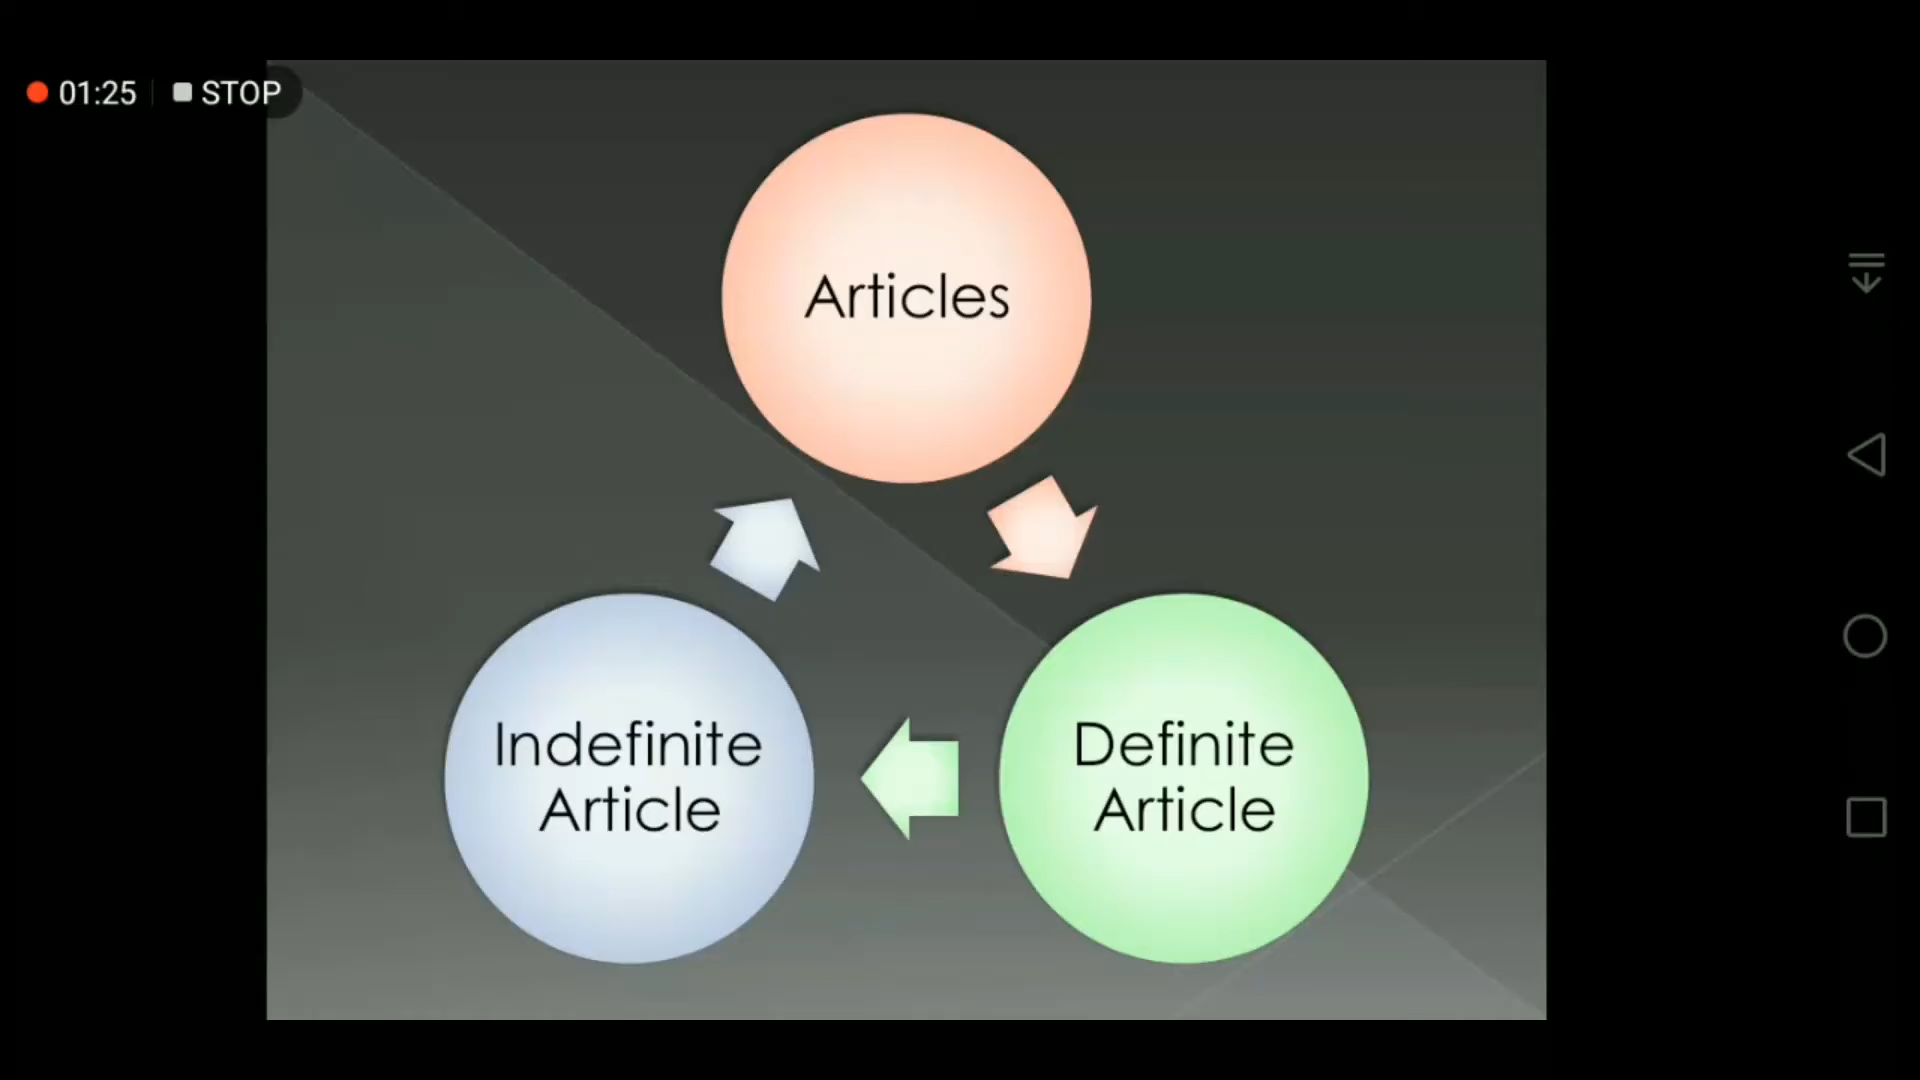 01:25 STOP
Articles
Indefinite
Article
Definite
Article